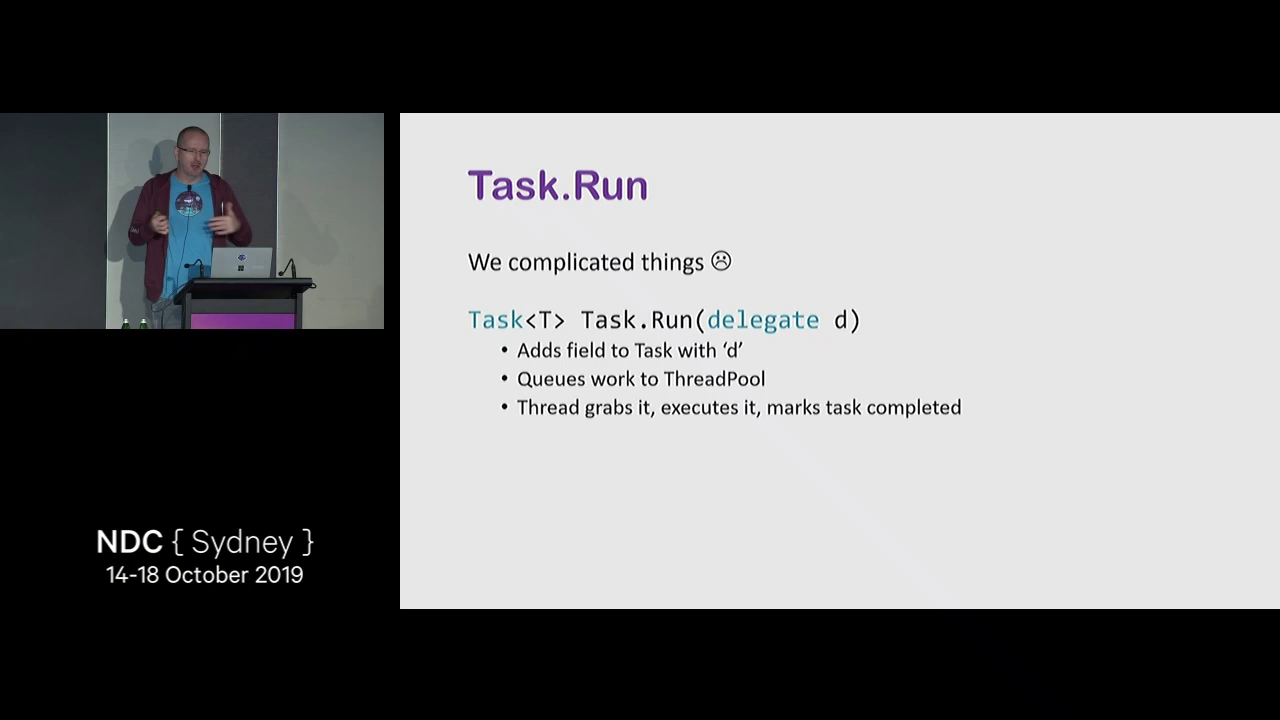 Task.Run
We complicated things ☹
Task<T> Task.Run(delegate d)
• Adds field to Task with ‘d’
• Queues work to ThreadPool
• Thread grabs it, executes it, marks task completed
NDC { Sydney }
14-18 October 2019